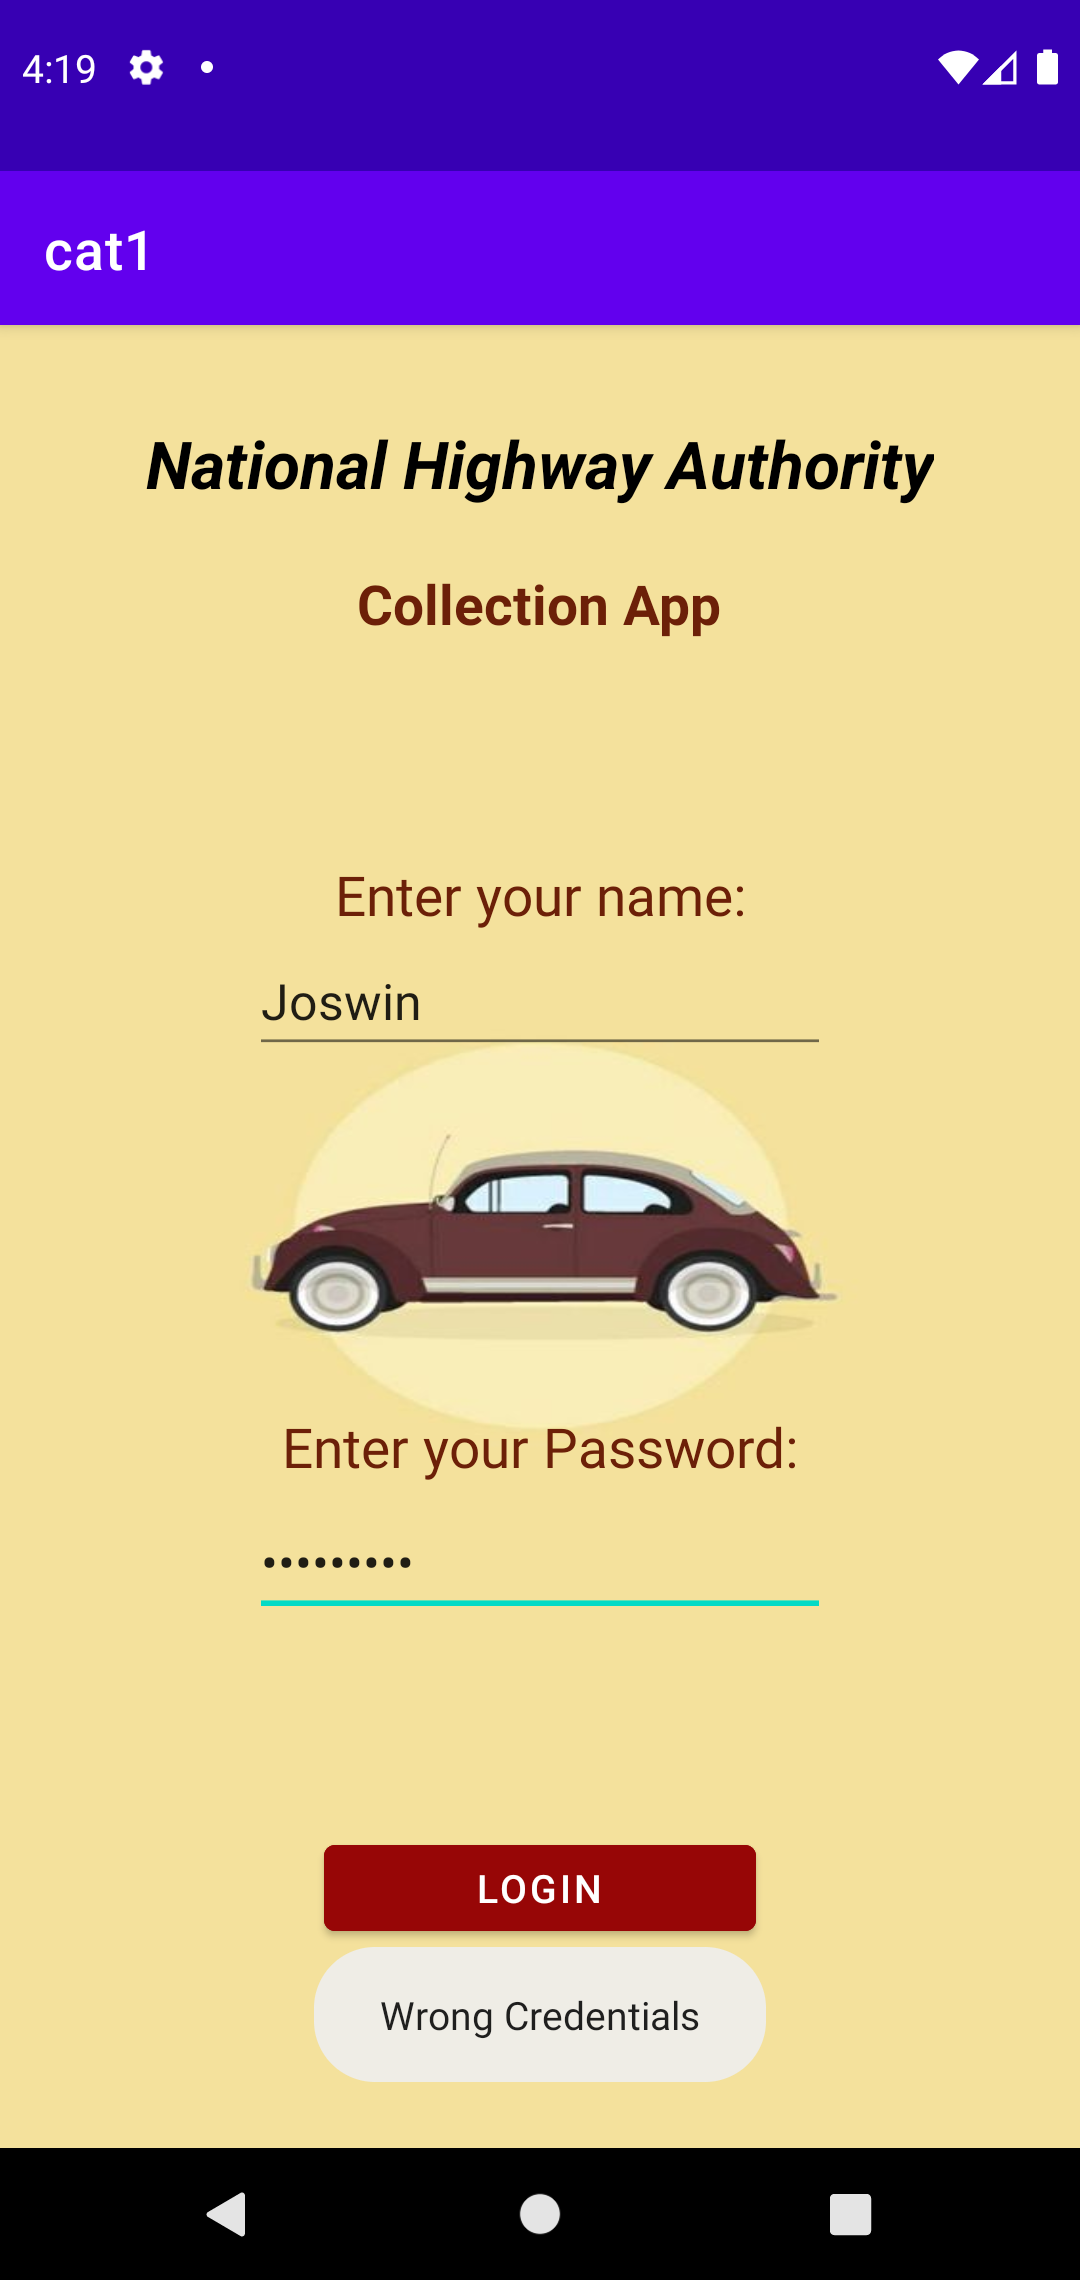 4:19
cat1
National Highway Authority
Collection App
Enter your name:
Joswin
Enter your Password:
•••••••••
LOGIN
Wrong Credentials